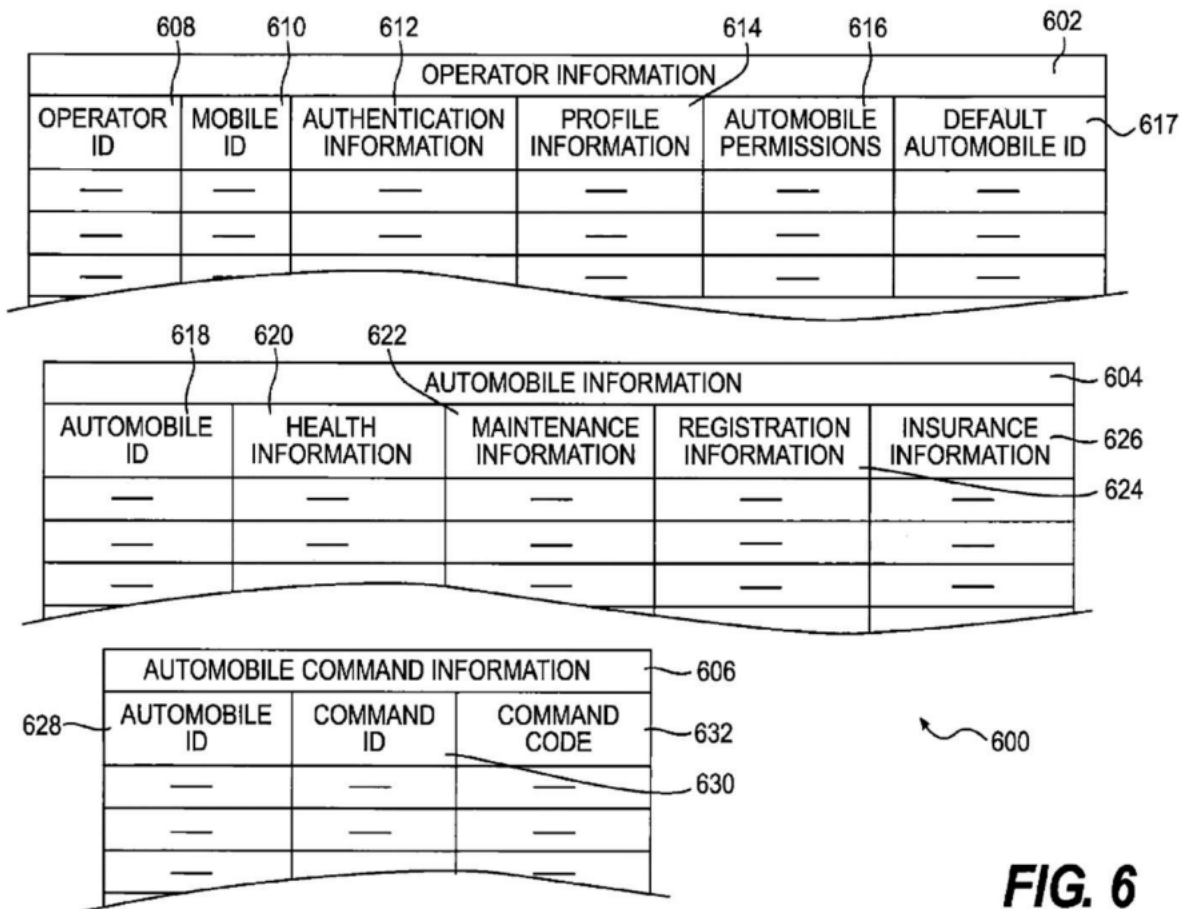 608 610 612 614 616 602
OPERATOR INFORMATION
OPERATOR ID MOBILE ID AUTHENTICATION INFORMATION PROFILE INFORMATION AUTOMOBILE PERMISSIONS DEFAULT AUTOMOBILE ID 617
618 620 622
AUTOMOBILE INFORMATION 604
AUTOMOBILE ID HEALTH INFORMATION MAINTENANCE INFORMATION REGISTRATION INFORMATION INSURANCE INFORMATION 626
624
AUTOMOBILE COMMAND INFORMATION 606
628 AUTOMOBILE ID COMMAND ID COMMAND CODE 632
630
600
FIG. 6